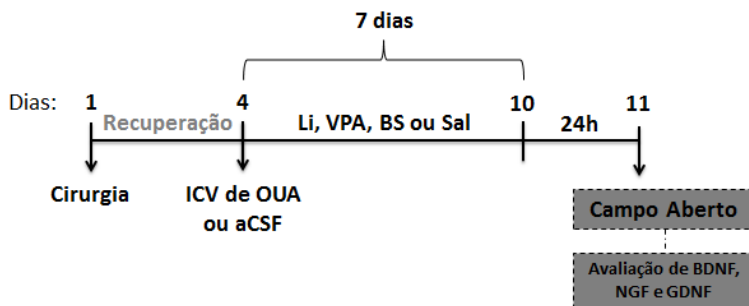 7 dias
Dias: 1 4 10 11
Recuperação Li, VPA, BS ou Sal 24h
Cirurgia ICV de OUA
ou aCSF
Campo Aberto
Avaliação de BDNF,
NGF e GDNF